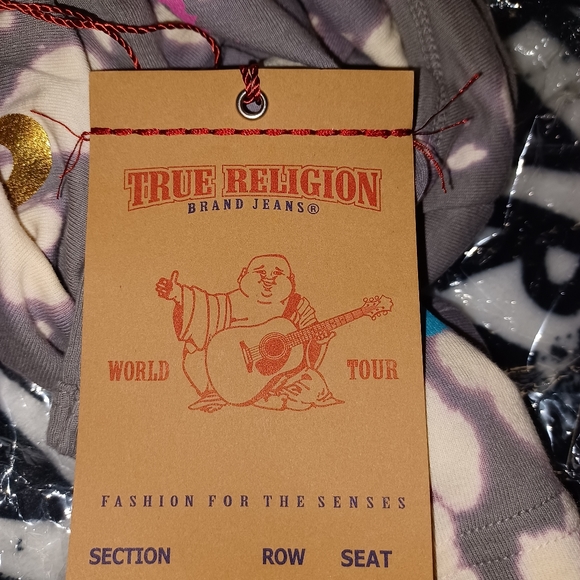 TRUE RELIGION
BRAND JEANS®
WORLD TOUR
FASHION FOR THE SENSES
SECTION ROW SEAT